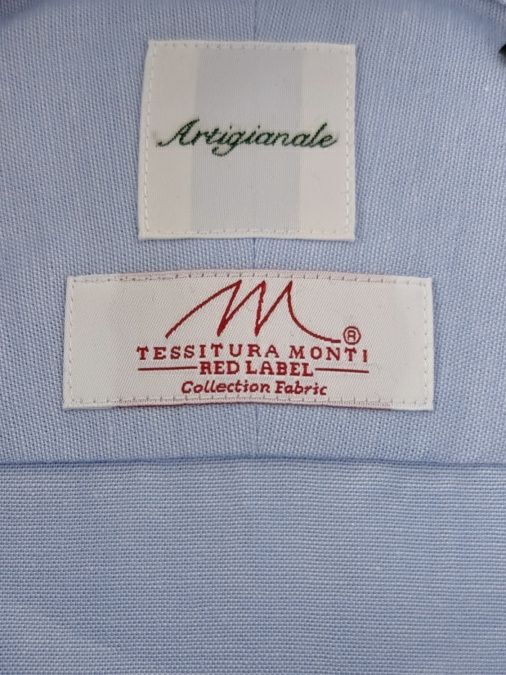 Artigianale
M®
TESSITURA MONTI
RED LABEL
Collection Fabric